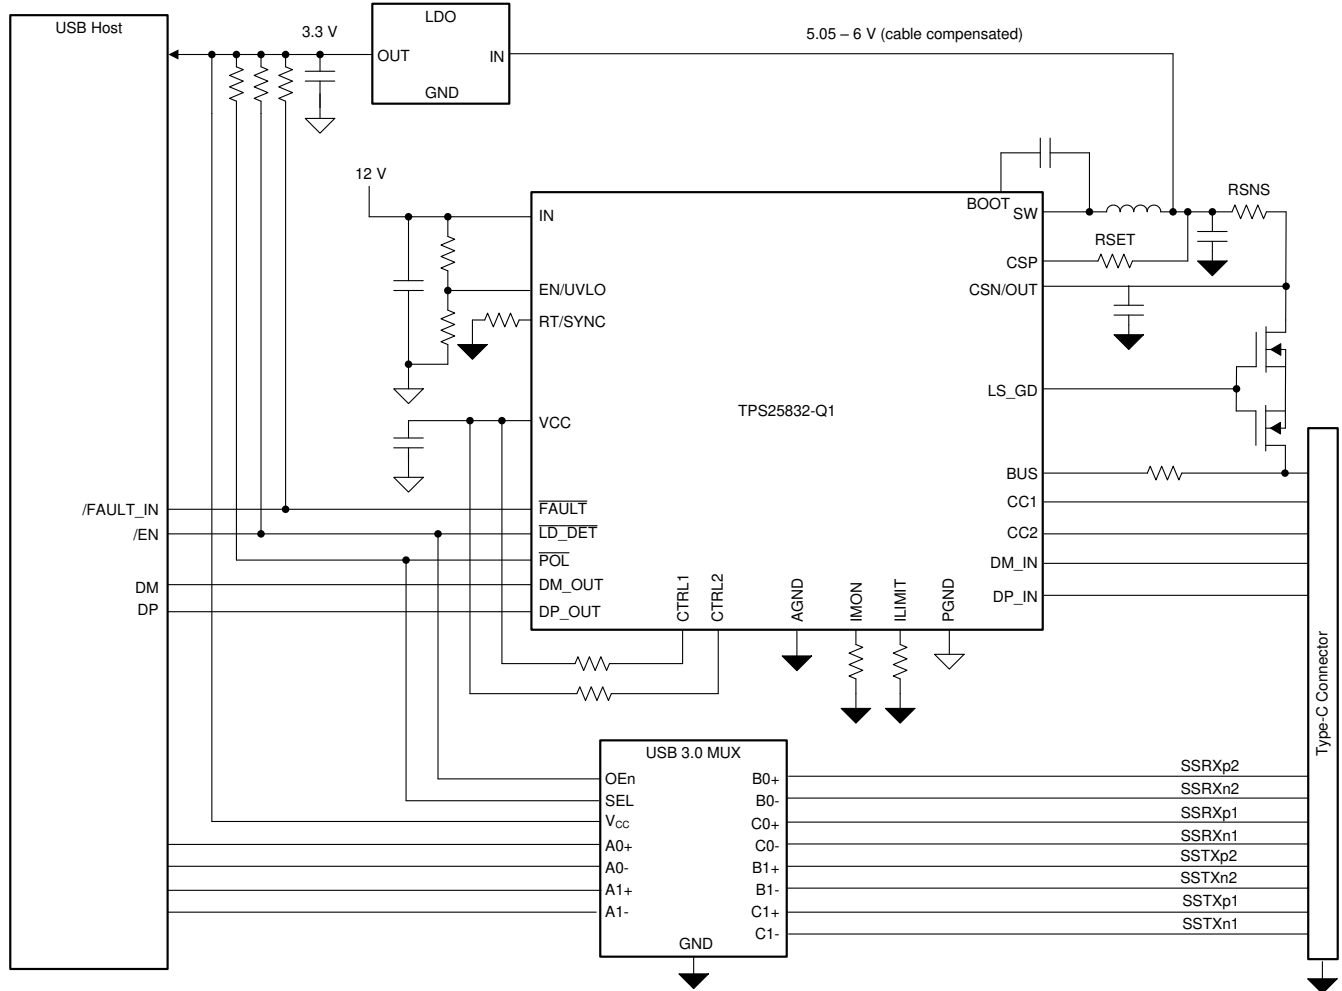 USB Host
3.3 V
LDO
OUT
IN
GND
5.05 – 6 V (cable compensated)
12 V
BOOT
SW
RSNS
IN
RSET
CSP
EN/UVLO
CSN/OUT
RT/SYNC
LS_GD
TPS25832-Q1
VCC
BUS
CC1
/FAULT_IN
FAULT
/EN
LD_DET
CC2
POL
DM_IN
DM
DM_OUT
DP
DP_OUT
DP_IN
CTRL1
CTRL2
AGND
IMON
ILIMIT
PGND
Type-C Connector
USB 3.0 MUX
OEn
SEL
VCC
A0+
A0-
A1+
A1-
B0+
B0-
C0+
C0-
B1+
B1-
C1+
C1-
GND
SSRXp2
SSRXn2
SSRXp1
SSRXn1
SSTXp2
SSTXn2
SSTXp1
SSTXn1